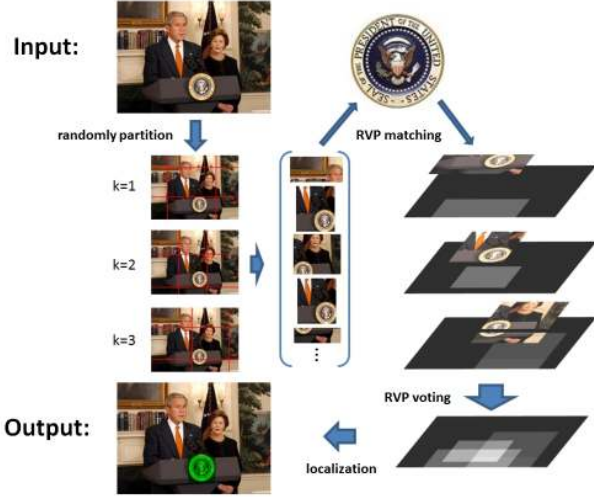 Input:
SEAL OF THE PRESIDENT OF THE UNITED STATES
randomly partition
RVP matching
k=1
k=2
k=3
⋮
RVP voting
Output:
localization